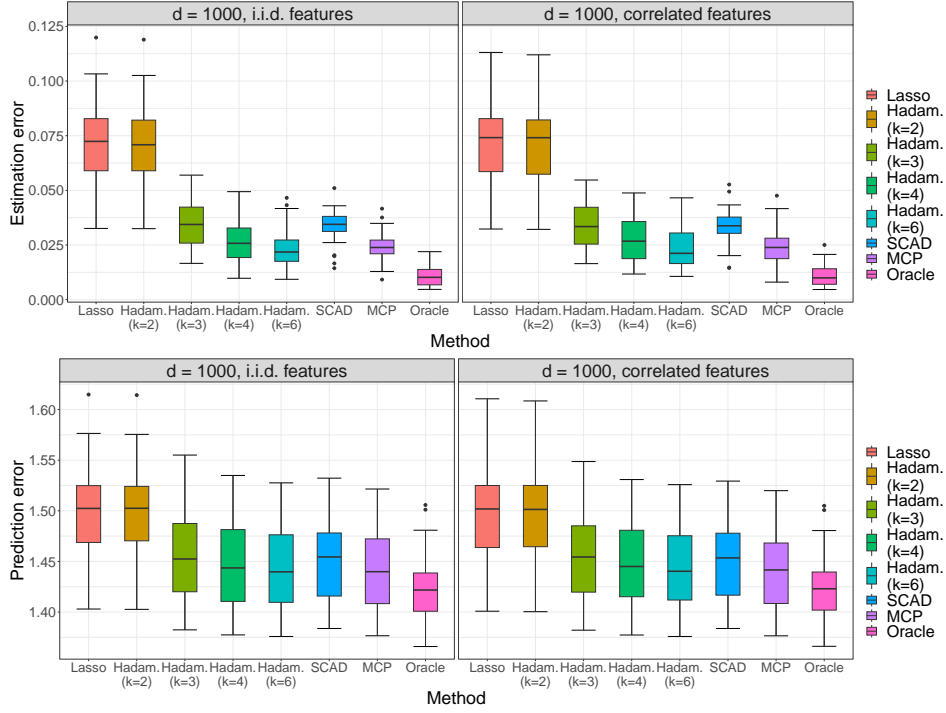 d = 1000, i.i.d. features
d = 1000, correlated features
Estimation error
0.125
0.100
0.075
0.050
0.025
0.000
Lasso
Hadam.
(k=2)
Hadam.
(k=3)
Hadam.
(k=4)
Hadam.
(k=6)
SCAD
MCP
Oracle
Lasso
Hadam.
(k=2)
Hadam.
(k=3)
Hadam.
(k=4)
Hadam.
(k=6)
SCAD
MCP
Oracle
Method
Lasso
Hadam.
(k=2)
Hadam.
(k=3)
Hadam.
(k=4)
Hadam.
(k=6)
SCAD
MCP
Oracle
d = 1000, i.i.d. features
d = 1000, correlated features
Prediction error
1.60
1.55
1.50
1.45
1.40
Lasso
Hadam.
(k=2)
Hadam.
(k=3)
Hadam.
(k=4)
Hadam.
(k=6)
SCAD
MCP
Oracle
Lasso
Hadam.
(k=2)
Hadam.
(k=3)
Hadam.
(k=4)
Hadam.
(k=6)
SCAD
MCP
Oracle
Method
Lasso
Hadam.
(k=2)
Hadam.
(k=3)
Hadam.
(k=4)
Hadam.
(k=6)
SCAD
MCP
Oracle